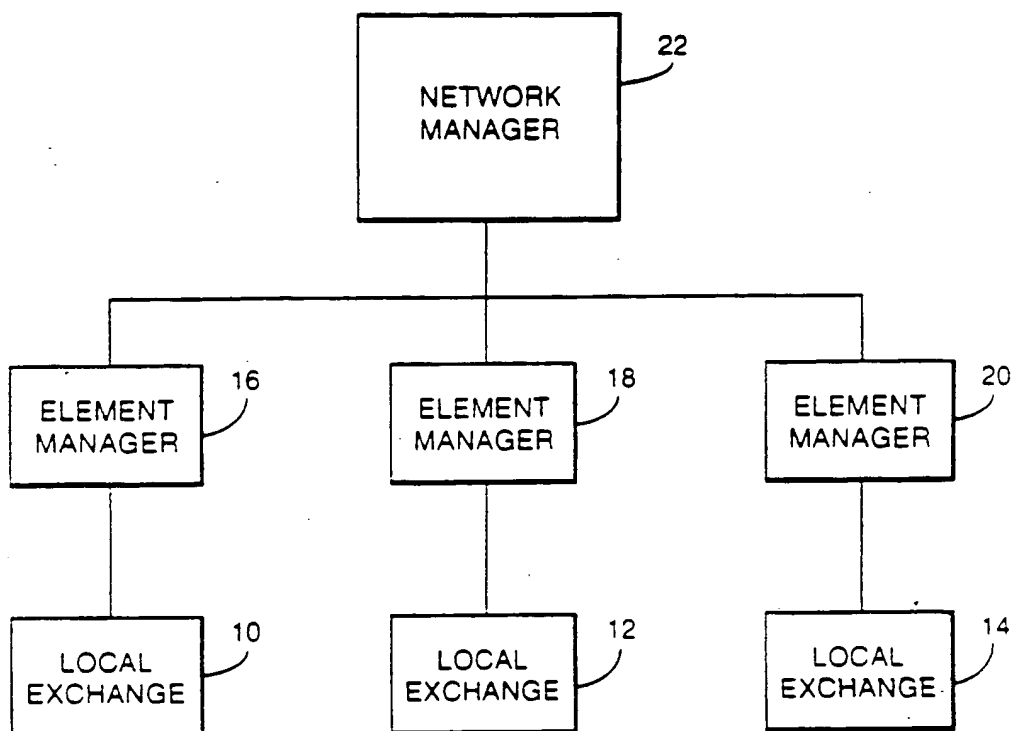 22
NETWORK
MANAGER
16
ELEMENT
MANAGER
18
ELEMENT
MANAGER
20
ELEMENT
MANAGER
10
LOCAL
EXCHANGE
12
LOCAL
EXCHANGE
14
LOCAL
EXCHANGE